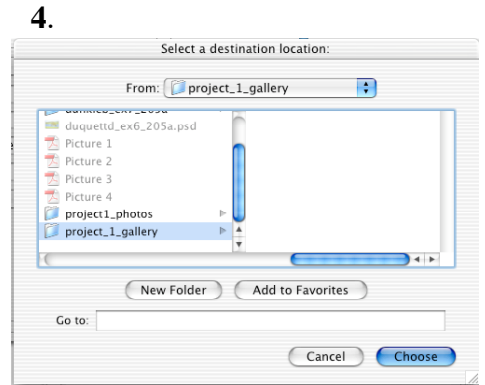 4.
Select a destination location:
From: project_1_gallery
duquettd_ex6_205a.psd
Picture 1
Picture 2
Picture 3
Picture 4
project1_photos
project_1_gallery
New Folder Add to Favorites
Go to:
Cancel Choose